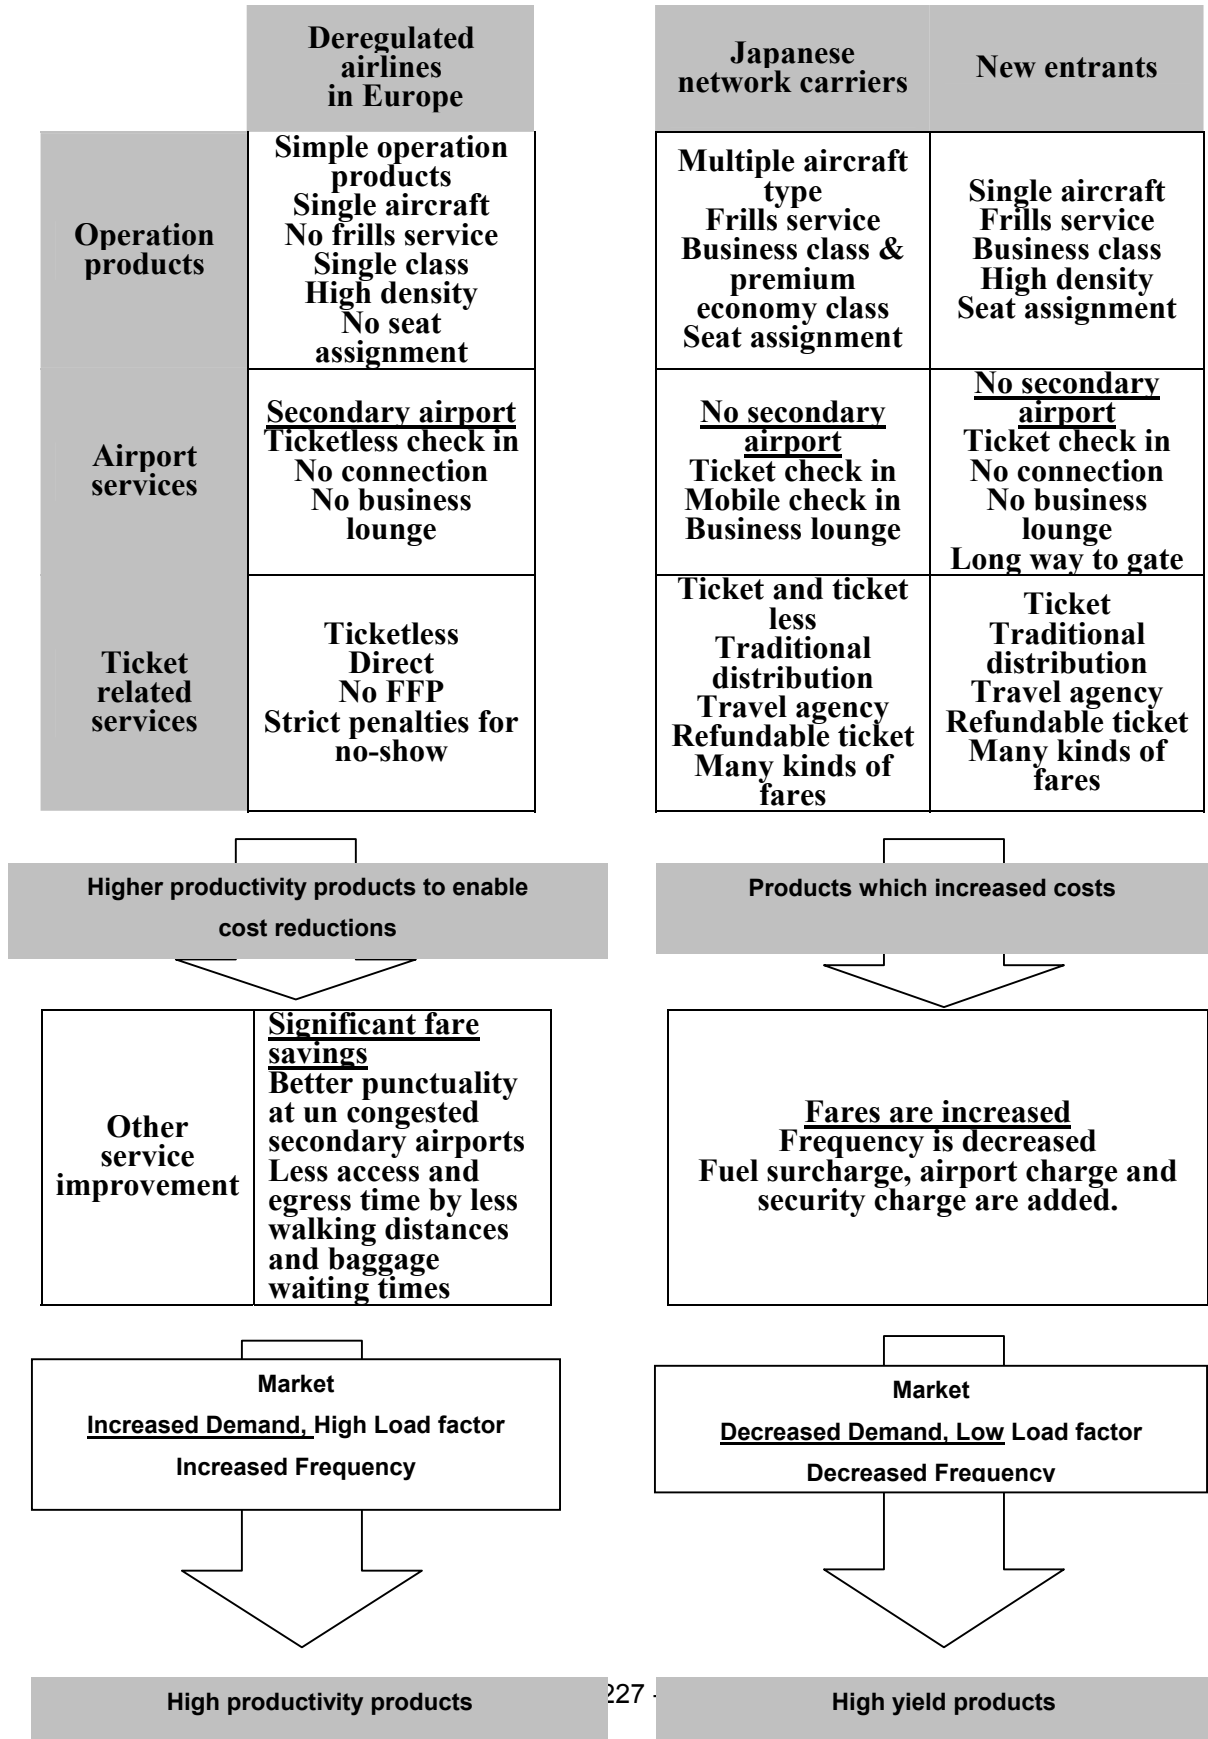 Deregulated
airlines
in Europe
Japanese
network carriers
New entrants
Operation
products
Simple operation
products
Single aircraft
No frills service
Single class
High density
No seat
assignment
Multiple aircraft
type
Frills service
Business class &
premium
economy class
Seat assignment
Single aircraft
Frills service
Business class
High density
Seat assignment
Airport
services
Secondary airport
Ticketless check in
No connection
No business
lounge
No secondary
airport
Ticket check in
Mobile check in
Business lounge
No secondary
airport
Ticket check in
No connection
No business
lounge
Long way to gate
Ticket
related
services
Ticketless
Direct
No FFP
Strict penalties for
no-show
Ticket and ticket
less
Traditional
distribution
Travel agency
Refundable ticket
Many kinds of
fares
Ticket
Traditional
distribution
Travel agency
Refundable ticket
Many kinds of
fares
Higher productivity products to enable
cost reductions
Products which increased costs
Other
service
improvement
Significant fare
savings
Better punctuality
at un congested
secondary airports
Less access and
egress time by less
walking distances
and baggage
waiting times
Fares are increased
Frequency is decreased
Fuel surcharge, airport charge and
security charge are added.
Market
Increased Demand, High Load factor
Increased Frequency
Market
Decreased Demand, Low Load factor
Decreased Frequency
High productivity products
227 -
High yield products